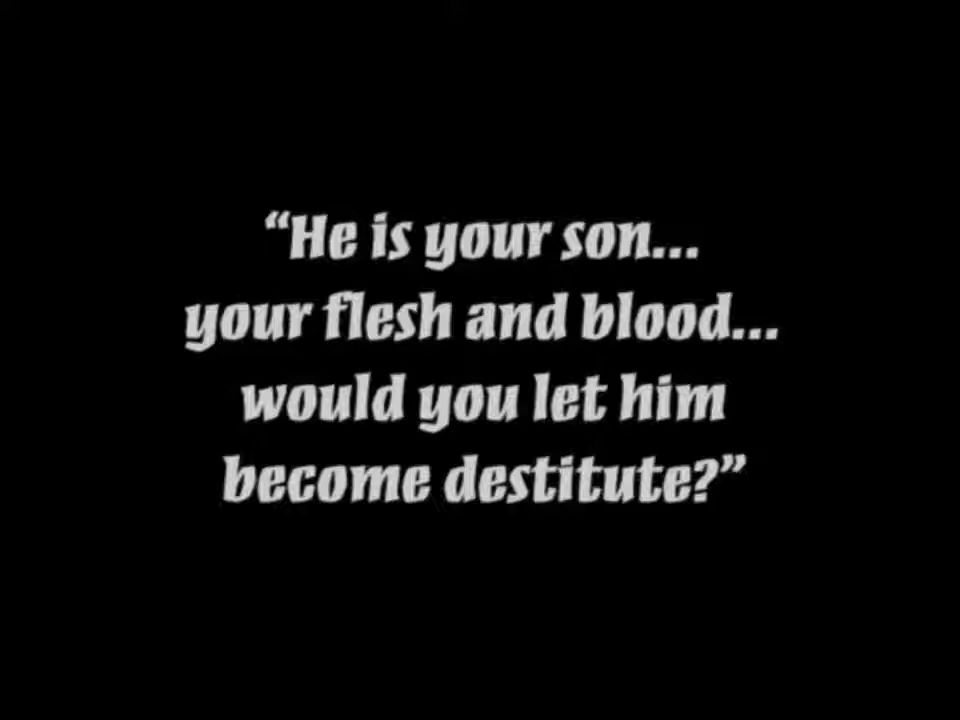 “He is your son...
your flesh and blood...
would you let him
become destitute?”